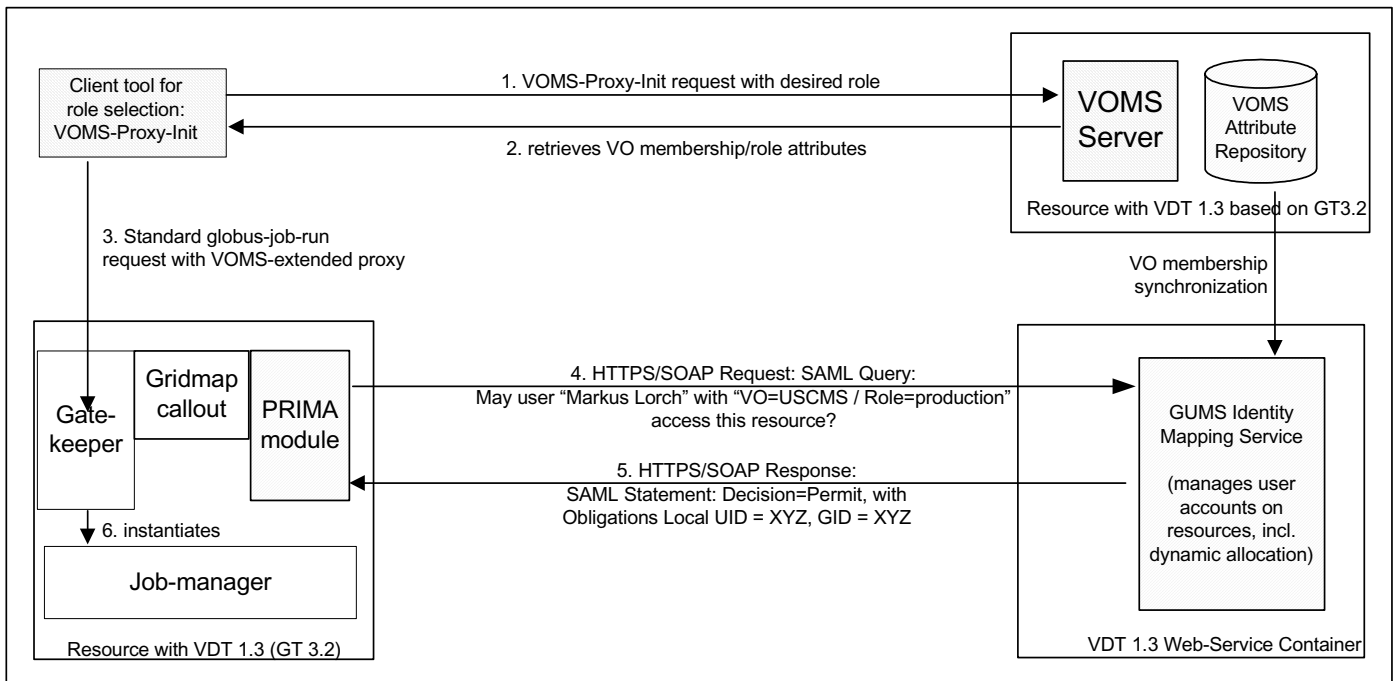 Client tool for
role selection:
VOMS-Proxy-Init
1. VOMS-Proxy-Init request with desired role
2. retrieves VO membership/role attributes
VOMS
Server
VOMS
Attribute
Repository
Resource with VDT 1.3 based on GT3.2
3. Standard globus-job-run
request with VOMS-extended proxy
VO membership
synchronization
Gate-
keeper
Gridmap
callout
PRIMA
module
4. HTTPS/SOAP Request: SAML Query:
May user “Markus Lorch” with “VO=USCMS / Role=production”
access this resource?
5. HTTPS/SOAP Response:
SAML Statement: Decision=Permit, with
Obligations Local UID = XYZ, GID = XYZ
GUMS Identity
Mapping Service
(manages user
accounts on
resources, incl.
dynamic allocation)
6. instantiates
Job-manager
Resource with VDT 1.3 (GT 3.2)
VDT 1.3 Web-Service Container